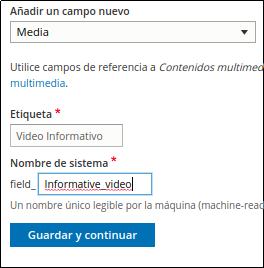 Añadir un campo nuevo
Media
Utilice campos de referencia a Contenidos multimed
multimedia.
Etiqueta *
Video Informativo
Nombre de sistema *
field_ Informative_video
Un nombre único legible por la máquina (machine-reac
Guardar y continuar